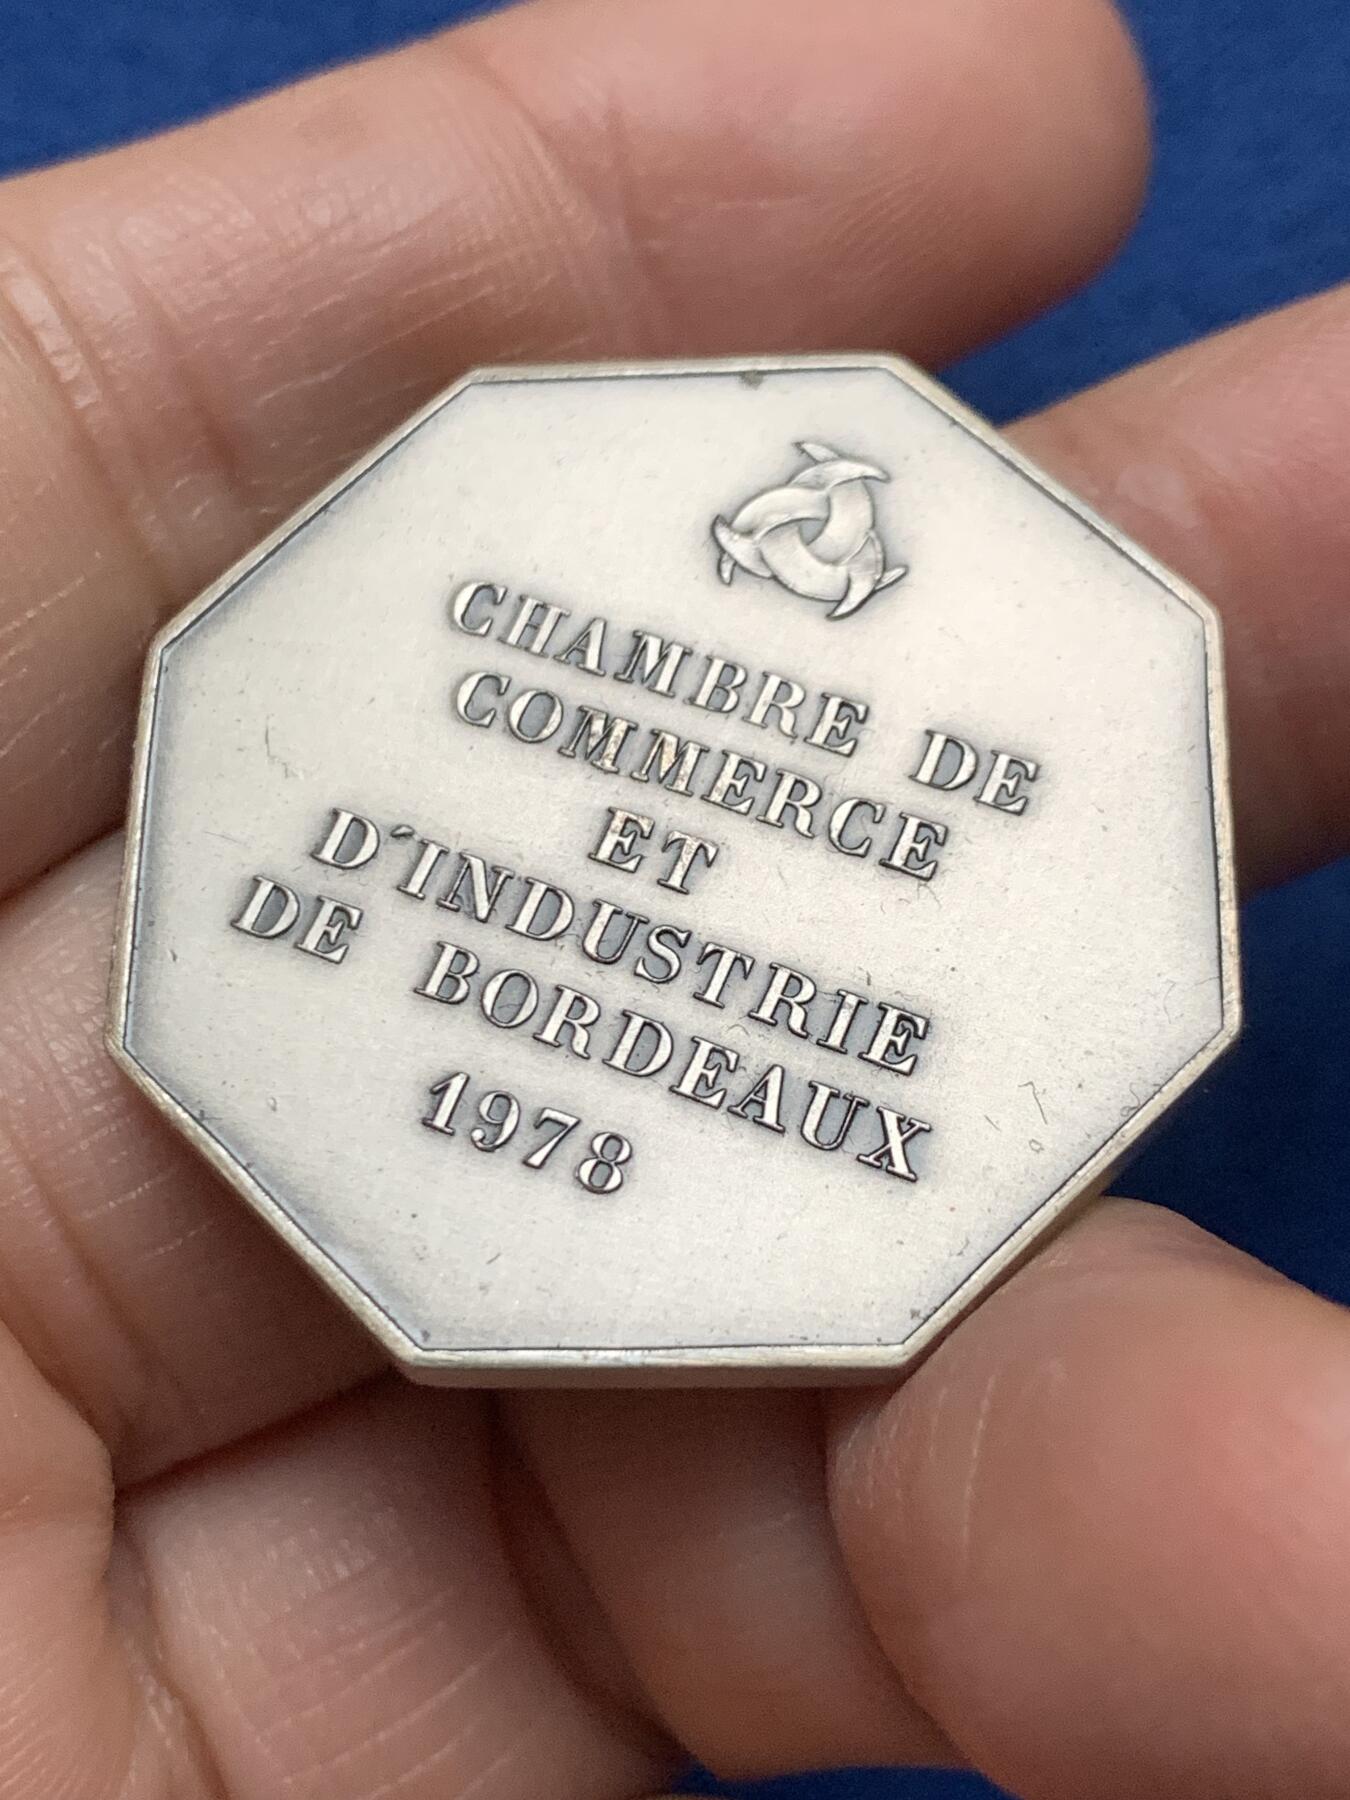 CHAMBRE DE
COMMERCE
ET
D´INDUSTRIE
DE BORDEAUX
1978